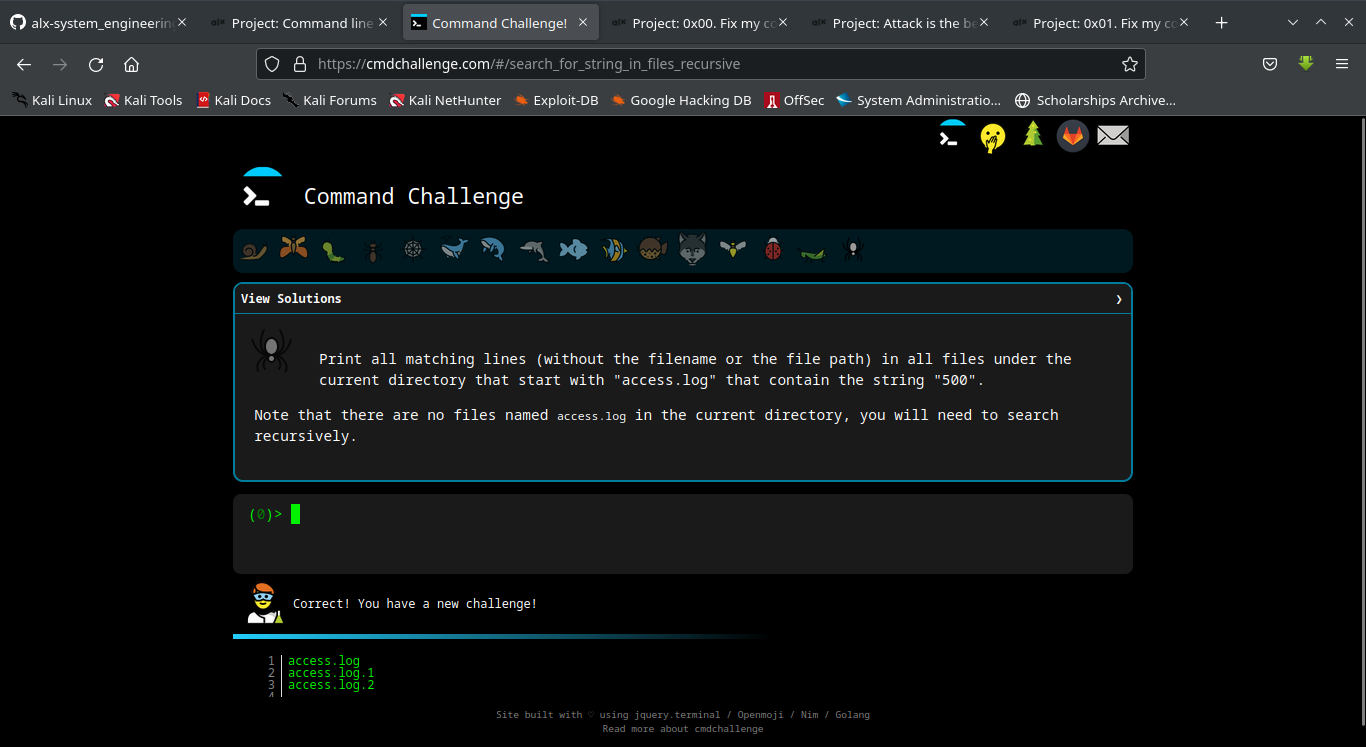 alx-system_engineerin
Project: Command line
Command Challenge!
Project: 0x00. Fix my co
Project: Attack is the be
Project: 0x01. Fix my co
https://cmdchallenge.com/#/search_for_string_in_files_recursive
Kali Linux
Kali Tools
Kali Docs
Kali Forums
Kali NetHunter
Exploit-DB
Google Hacking DB
OffSec
System Administratio...
Scholarships Archive...
Command Challenge
View Solutions
Print all matching lines (without the filename or the file path) in all files under the
current directory that start with "access.log" that contain the string "500".
Note that there are no files named access.log in the current directory, you will need to search
recursively.
(0)>
Correct! You have a new challenge!
1 access.log
2 access.log.1
3 access.log.2
4
Site built with ♡ using jquery.terminal / Openmoji / Nim / Golang
Read more about cmdchallenge